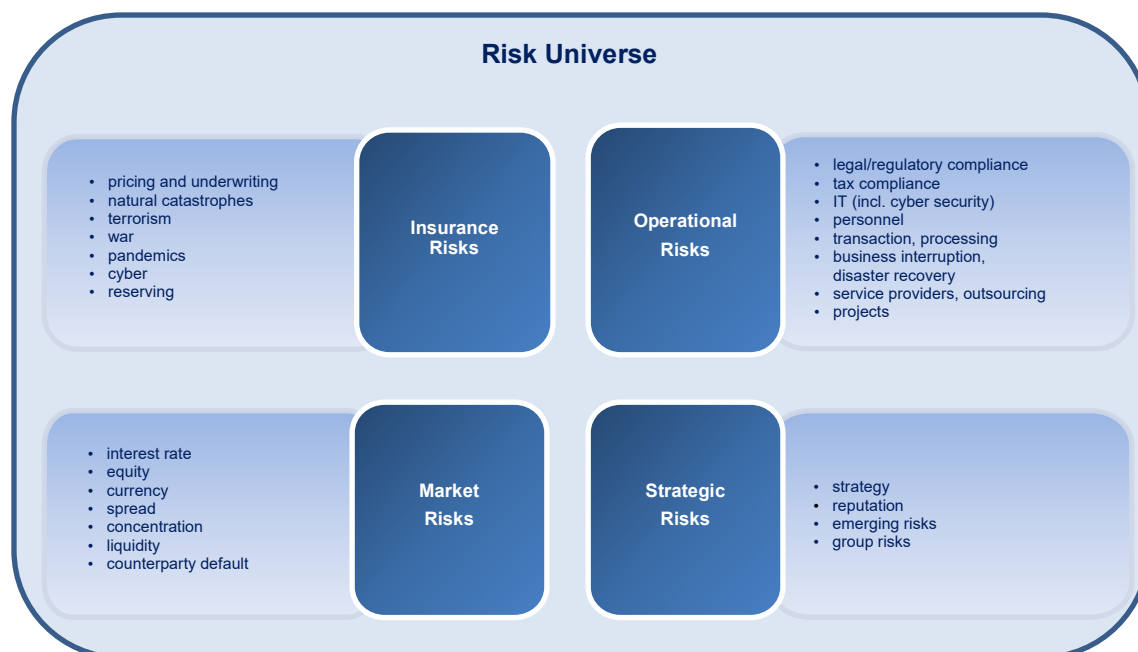 Risk Universe
• pricing and underwriting
• natural catastrophes
• terrorism
• war
• pandemics
• cyber
• reserving
Insurance
Risks
Operational
Risks
• legal/regulatory compliance
• tax compliance
• IT (incl. cyber security)
• personnel
• transaction, processing
• business interruption,
disaster recovery
• service providers, outsourcing
• projects
• interest rate
• equity
• currency
• spread
• concentration
• liquidity
• counterparty default
Market
Risks
Strategic
Risks
• strategy
• reputation
• emerging risks
• group risks